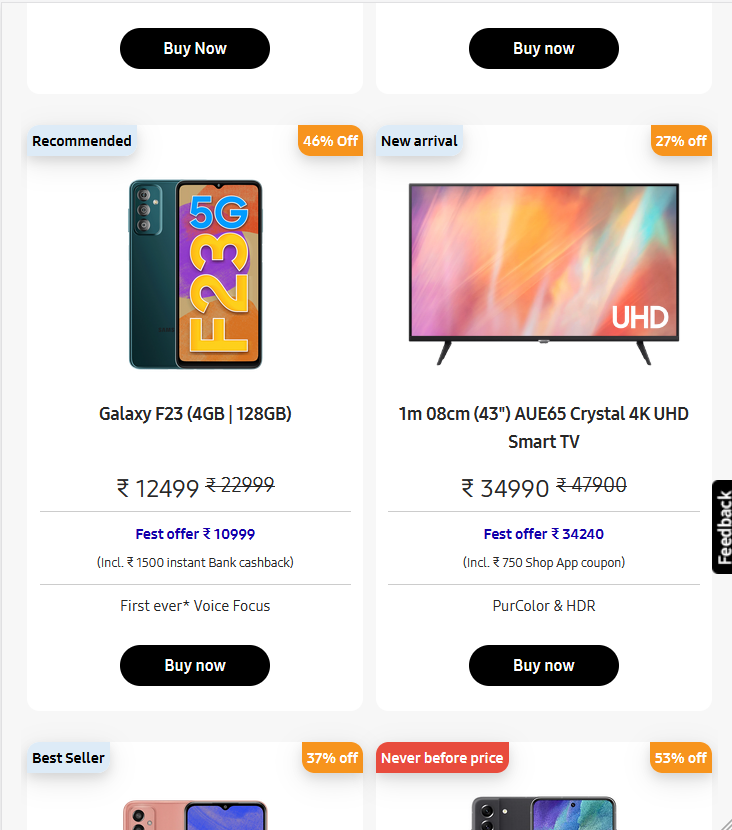 Buy Now
Buy now
Recommended
46% Off
5G
F23
Galaxy F23 (4GB | 128GB)
₹ 12499 ₹ 22999
Fest offer ₹ 10999
(Incl. ₹ 1500 instant Bank cashback)
First ever* Voice Focus
Buy now
New arrival
27% off
UHD
1m 08cm (43") AUE65 Crystal 4K UHD
Smart TV
₹ 34990 ₹ 47900
Fest offer ₹ 34240
(Incl. ₹ 750 Shop App coupon)
PurColor & HDR
Buy now
Feedback
Best Seller
37% off
Never before price
53% off